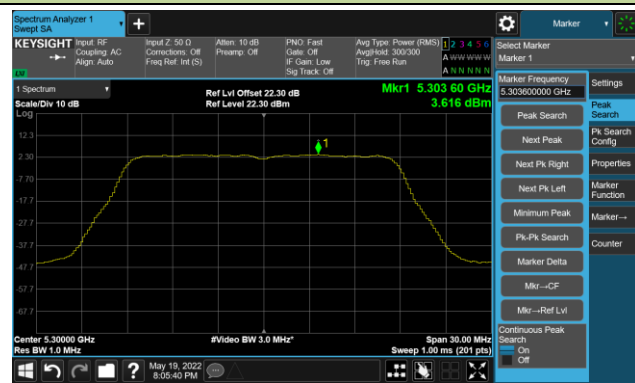 Spectrum Analyzer 1
Swept SA
Marker
KEYSIGHT
Input: RF
Coupling: AC
Align: Auto
Input Z: 50 Ω
Corrections: Off
Freq Ref: Int (S)
Atten: 10 dB
Preamp: Off
PNO: Fast
Gate: Off
IF Gain: Low
Sig Track: Off
Avg Type: Power (RMS)
Avg|Hold: 300/300
Trig: Free Run
1 2 3 4 5 6
A WW WW W
A N N N N N
Select Marker
Marker 1
1 Spectrum
Scale/Div 10 dB
Log
Ref Lvl Offset 22.30 dB
Ref Level 22.30 dBm
Mkr1 5.303 60 GHz
3.616 dBm
1
12.3
2.30
-7.70
-17.7
-27.7
-37.7
-47.7
-57.7
-67.7
Center 5.30000 GHz
Res BW 1.0 MHz
#Video BW 3.0 MHz*
Span 30.00 MHz
Sweep 1.00 ms (201 pts)
Marker Frequency
5.303600000 GHz
Peak Search
Next Peak
Next Pk Right
Next Pk Left
Minimum Peak
Pk-Pk Search
Marker Delta
Mkr→CF
Mkr→Ref Lvl
Continuous Peak
Search
On
Off
Settings
Peak
Search
Pk Search
Config
Properties
Marker
Function
Marker→
Counter
May 19, 2022
8:05:40 PM